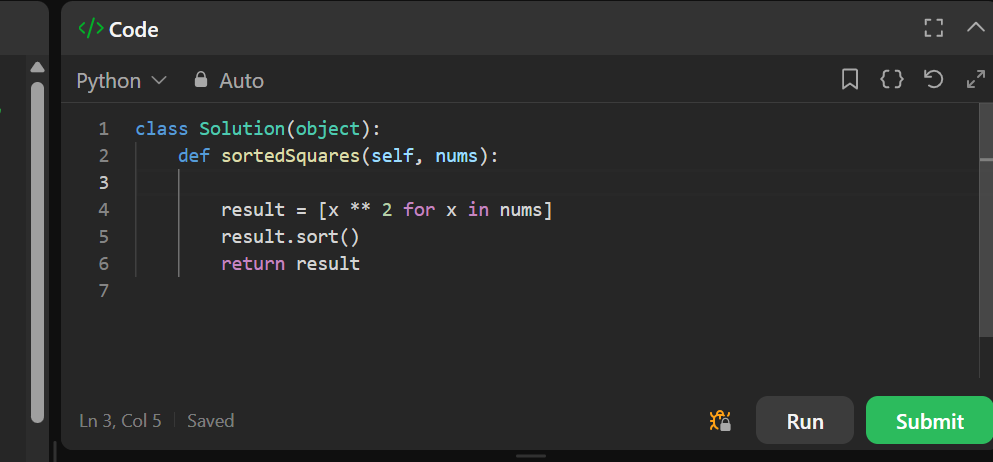 </> Code
Python Auto
1 class Solution(object):
2     def sortedSquares(self, nums):
3
4         result = [x ** 2 for x in nums]
5         result.sort()
6         return result
7
Ln 3, Col 5 Saved
Run Submit